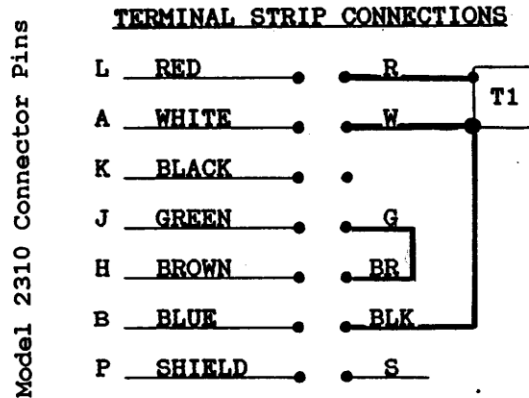 TERMINAL STRIP CONNECTIONS
Model 2310 Connector Pins
L RED R
T1
A WHITE W
K BLACK
J GREEN G
H BROWN BR
B BLUE BLK
P SHIELD S